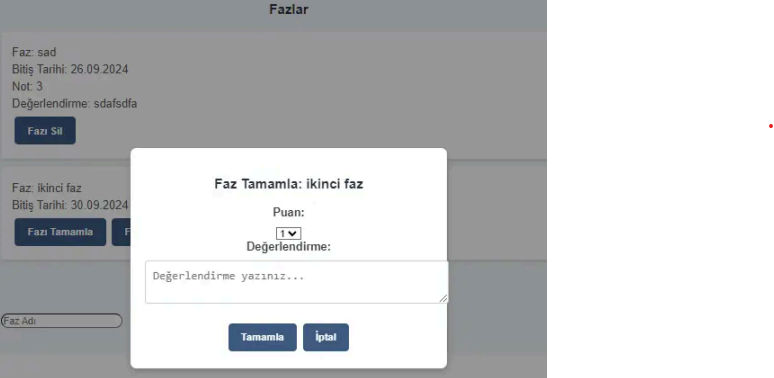 Fazlar
Faz: sad
Bitiş Tarihi: 26.09.2024
Not: 3
Değerlendirme: sdafsdfa
Fazı Sil
Faz: ikinci faz
Bitiş Tarihi: 30.09.2024
Fazı Tamamla
Faz Tamamla: ikinci faz
Puan:
1
Değerlendirme:
Değerlendirme yazınız...
Tamamla İptal
Faz Adı